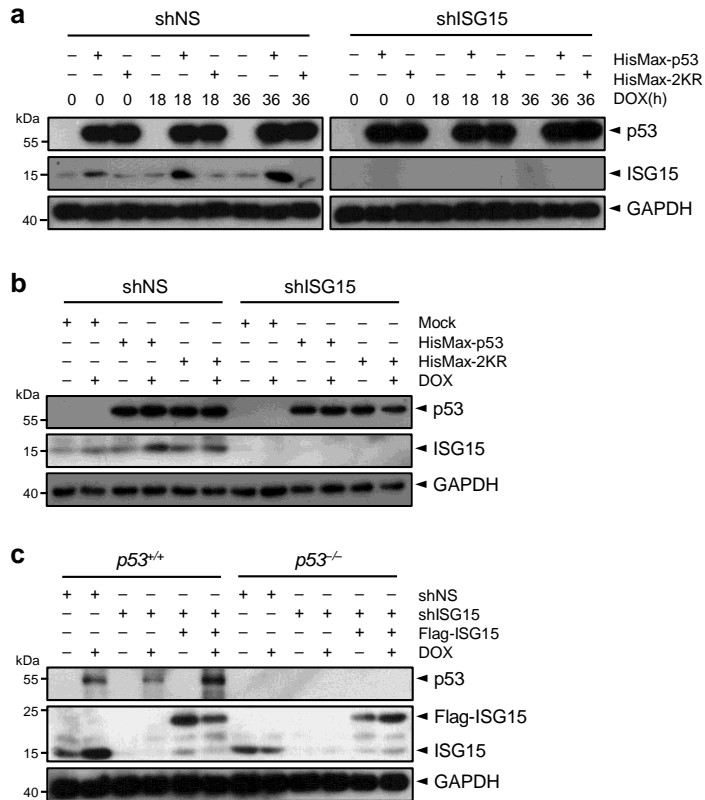 a
shNS shISG15
– + – – + – – + – – + – – + – – + – HisMax-p53
– – + – – + – – + – – + – – + – – + HisMax-2KR
0 0 0 18 18 18 36 36 36 0 0 0 18 18 18 36 36 36 DOX(h)
kDa
55 p53
15 ISG15
40 GAPDH
b
shNS shISG15
+ + – – – – + + – – – – Mock
– – + + – – – – + + – – HisMax-p53
– – – – + + – – – – + + HisMax-2KR
– + – + – + – + – + – + DOX
kDa
55 p53
15 ISG15
40 GAPDH
c
p53+/+ p53–/–
+ + – – – – + + – – – – shNS
– – + + + + – – + + + + shISG15
– – – – + + – – – – + + Flag-ISG15
– + – + – + – + – + – + DOX
kDa
55 p53
25 Flag-ISG15
15 ISG15
40 GAPDH